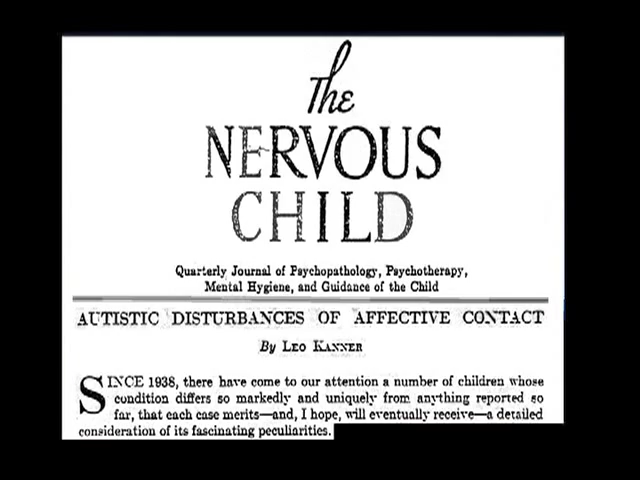 The
NERVOUS
CHILD
Quarterly Journal of Psychopathology, Psychotherapy,
Mental Hygiene, and Guidance of the Child
AUTISTIC DISTURBANCES OF AFFECTIVE CONTACT
By LEO KANNER
SINCE 1938, there have come to our attention a number of children whose
condition differs so markedly and uniquely from anything reported so
far, that each case merits—and, I hope, will eventually receive—a detailed
consideration of its fascinating peculiarities.